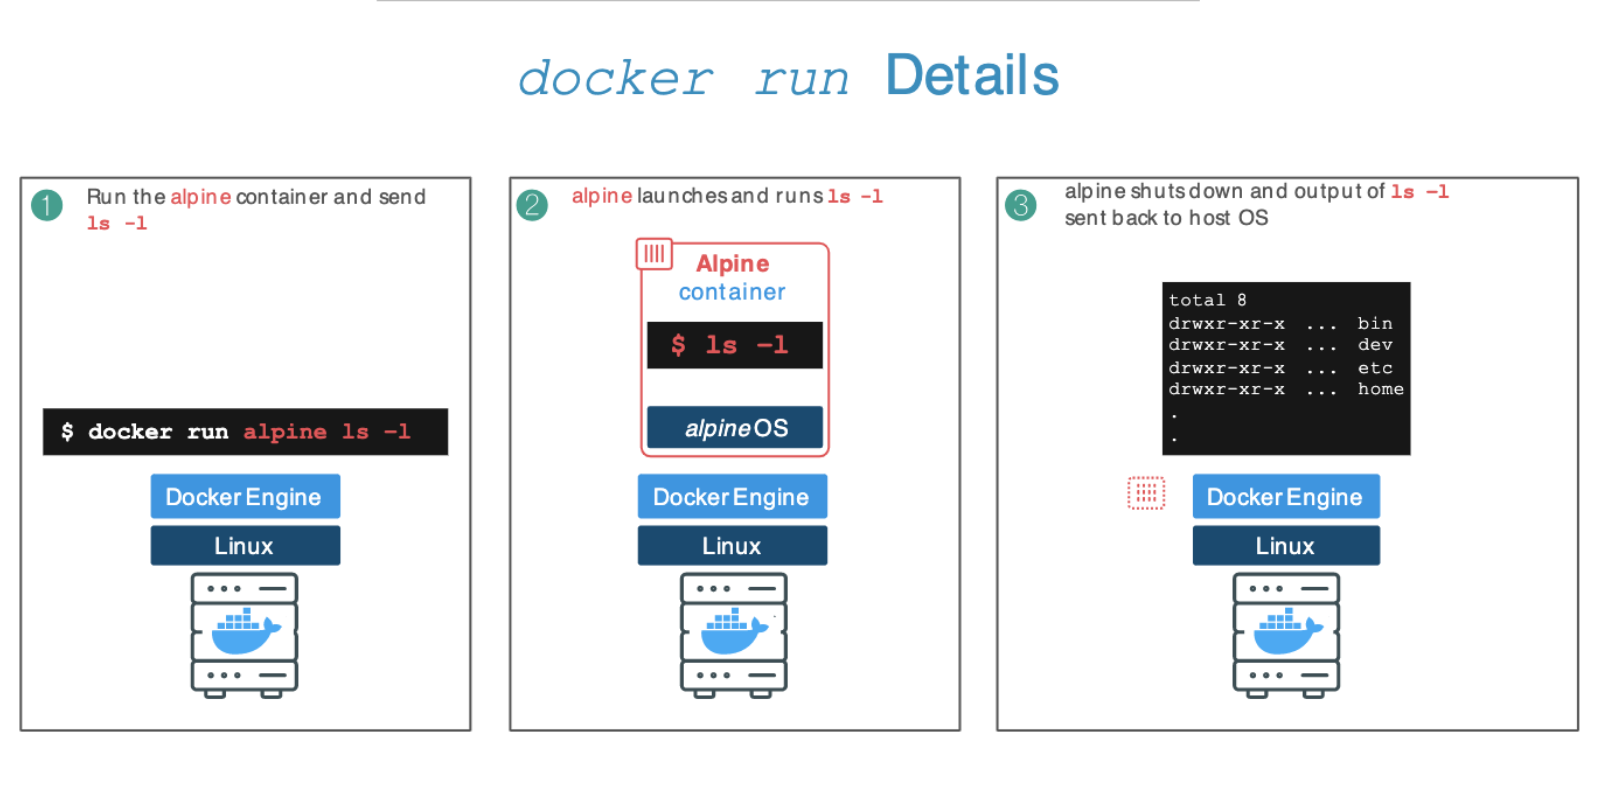 docker run Details
1
Run the alpine container and send
ls -l
$ docker run alpine ls -l
Docker Engine
Linux
2
alpine launches and runs ls -l
Alpine
container
$ ls -l
alpine OS
Docker Engine
Linux
3
alpine shuts down and output of ls -l
sent back to host OS
total 8
drwxr-xr-x ... bin
drwxr-xr-x ... dev
drwxr-xr-x ... etc
drwxr-xr-x ... home
.
.
Docker Engine
Linux